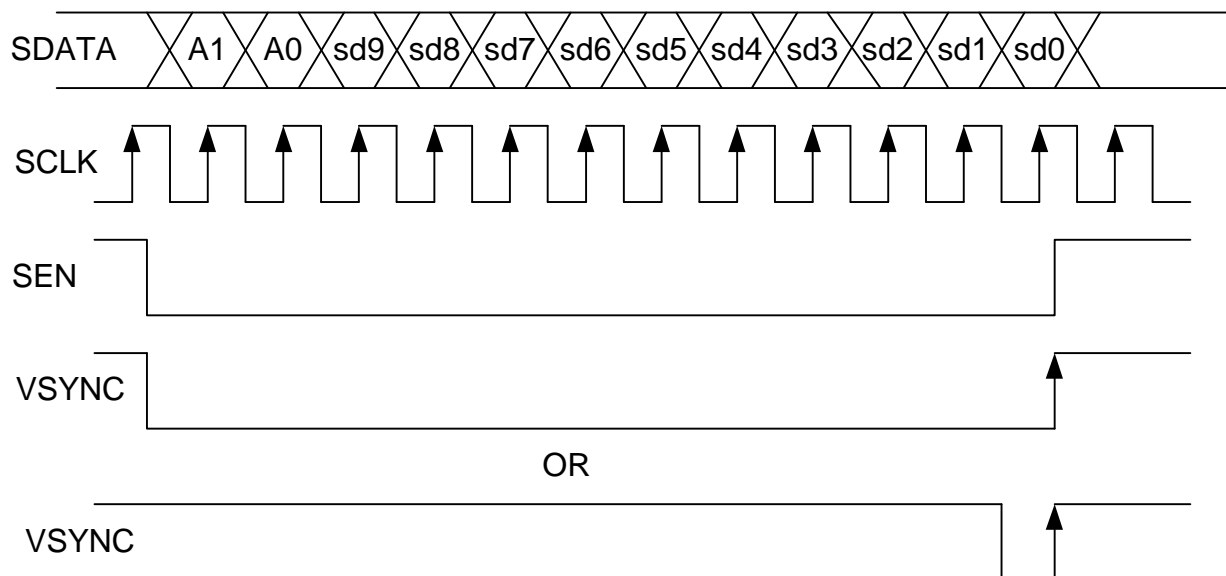 SDATA A1 A0 sd9 sd8 sd7 sd6 sd5 sd4 sd3 sd2 sd1 sd0
SCLK
SEN
VSYNC
OR
VSYNC